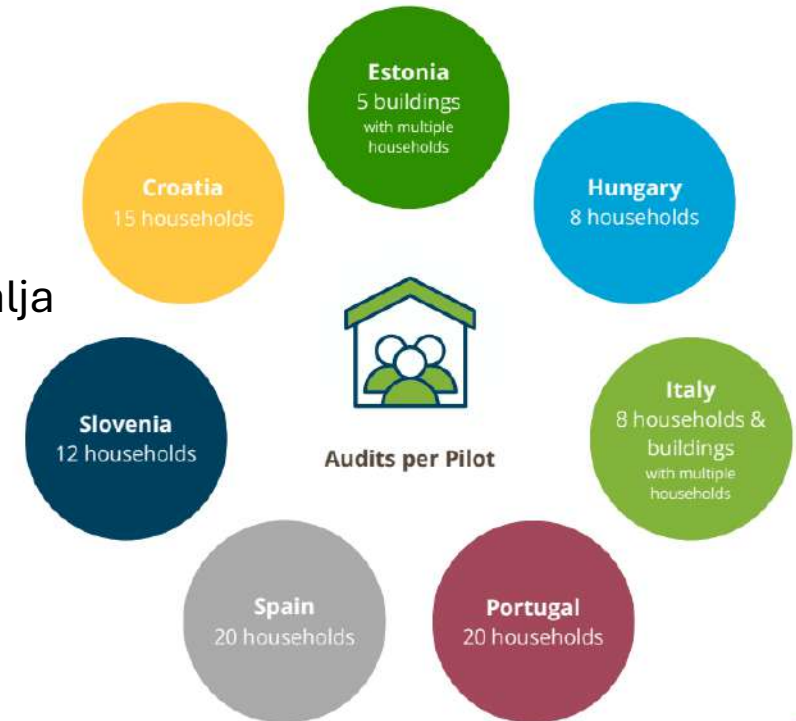 Estonia
5 buildings
with multiple
households
Croatia
15 households
Hungary
8 households
Slovenia
12 households
Audits per Pilot
Italy
8 households &
buildings
with multiple
households
Spain
20 households
Portugal
20 households